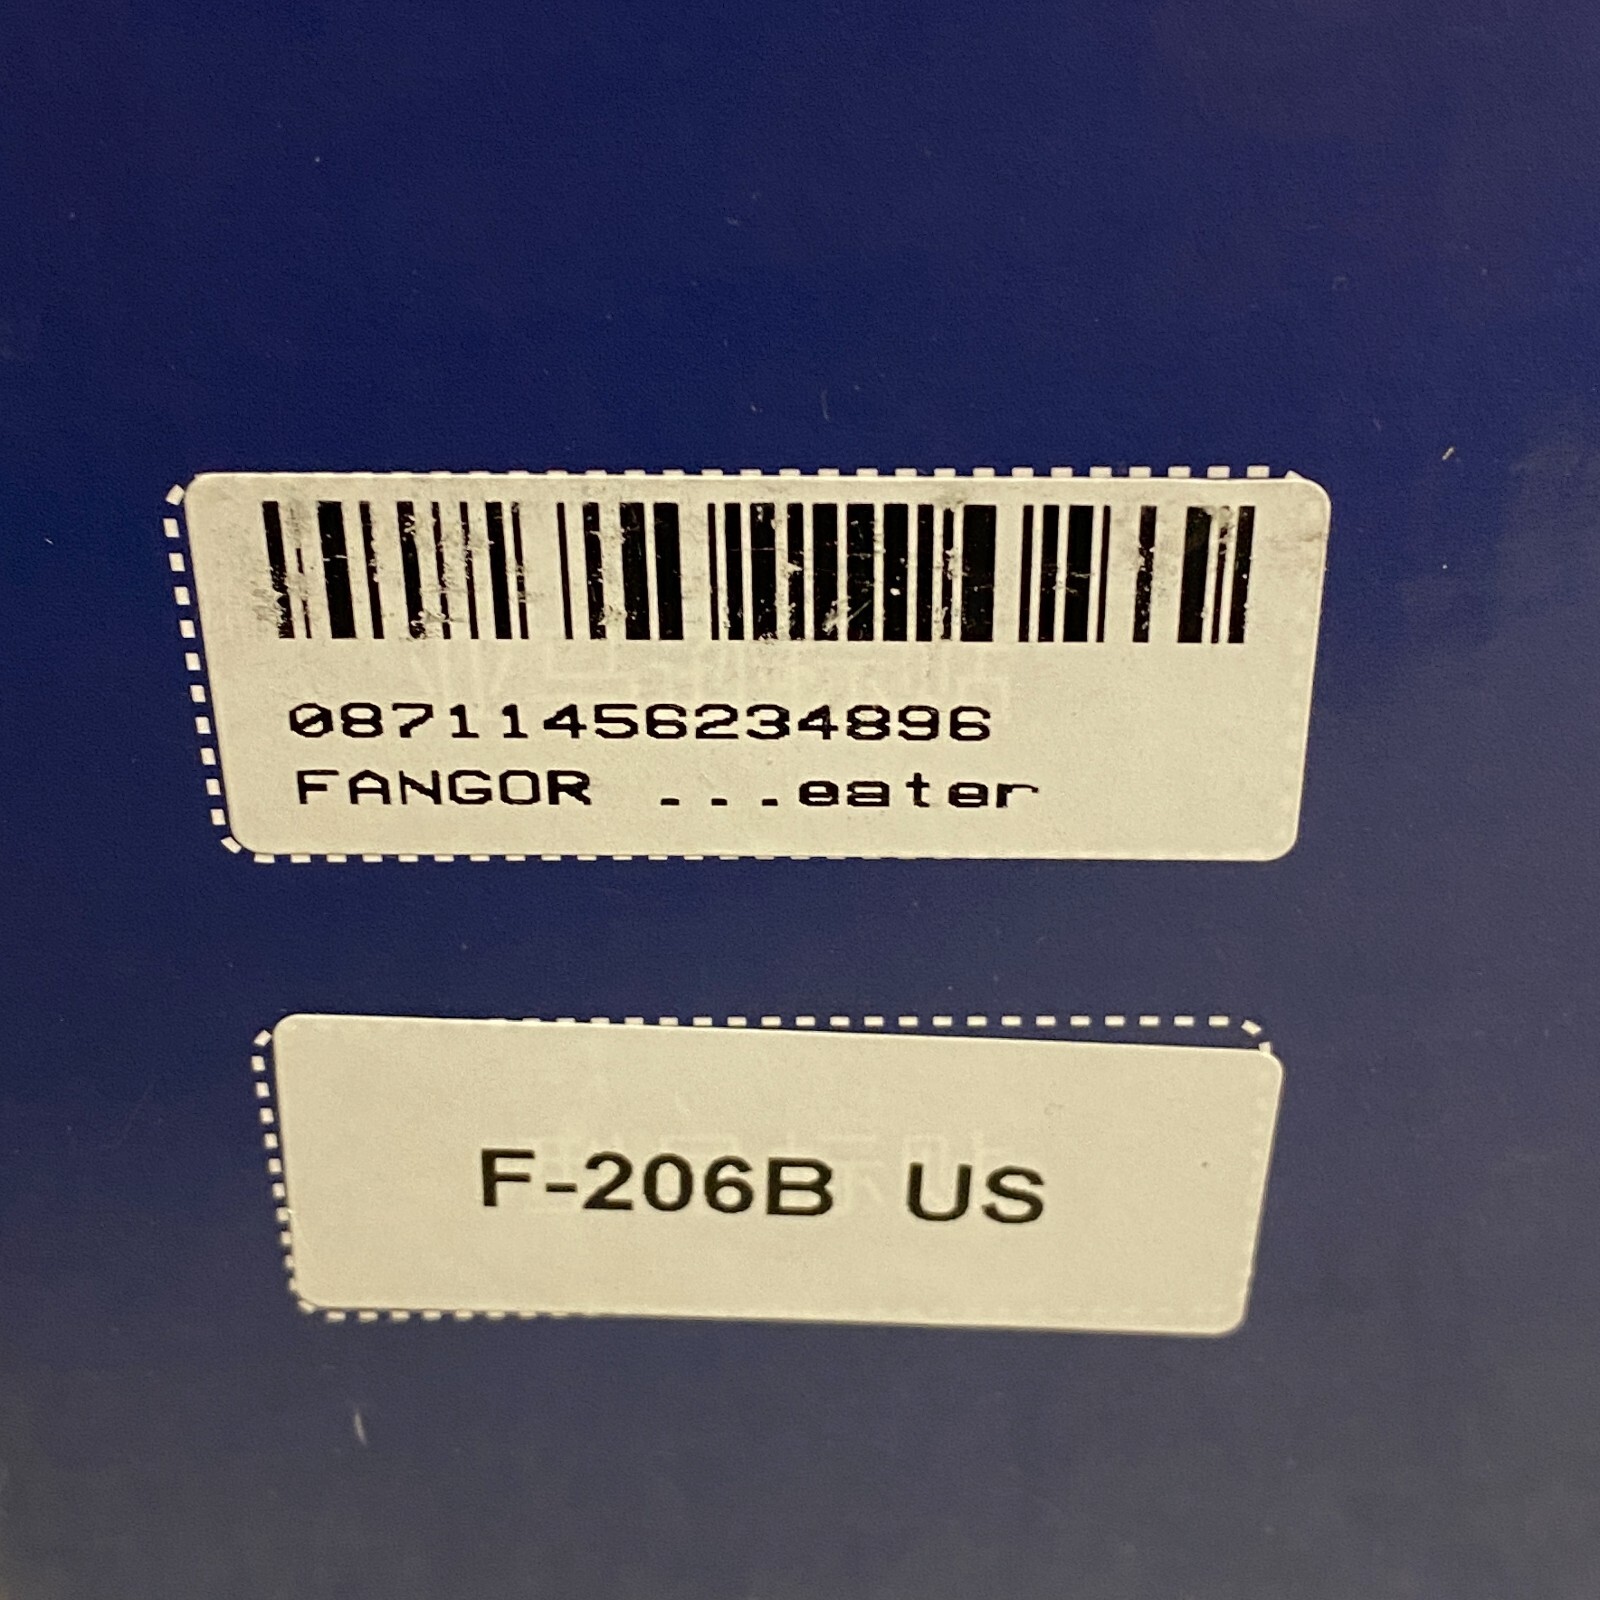 08711456234896
FANGOR ...eater
F-206B US